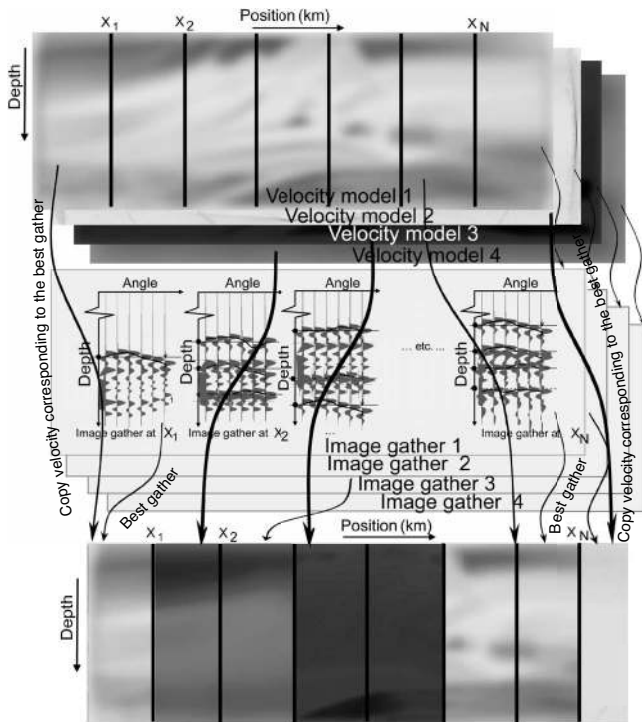 Position (km)
X1 X2 XN
Depth
Velocity model 1
Velocity model 2
Velocity model 3
Velocity model 4
Copy velocity corresponding to the best gather
Copy velocity corresponding to the best gather
Angle Angle Angle Angle
Depth Depth Depth Depth
... etc. ...
Image gather at X1 Image gather at X2 ... Image gather at XN
Image gather 1
Image gather 2
Image gather 3
Image gather 4
Best gather
Best gather
Position (km)
X1 X2 XN
Depth